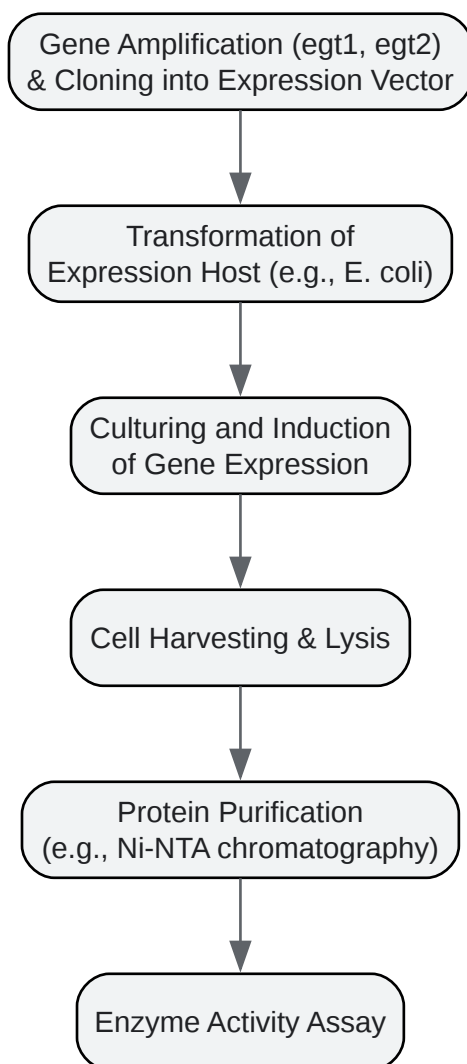 Gene Amplification (egt1, egt2)
& Cloning into Expression Vector
Transformation of
Expression Host (e.g., E. coli)
Culturing and Induction
of Gene Expression
Cell Harvesting & Lysis
Protein Purification
(e.g., Ni-NTA chromatography)
Enzyme Activity Assay